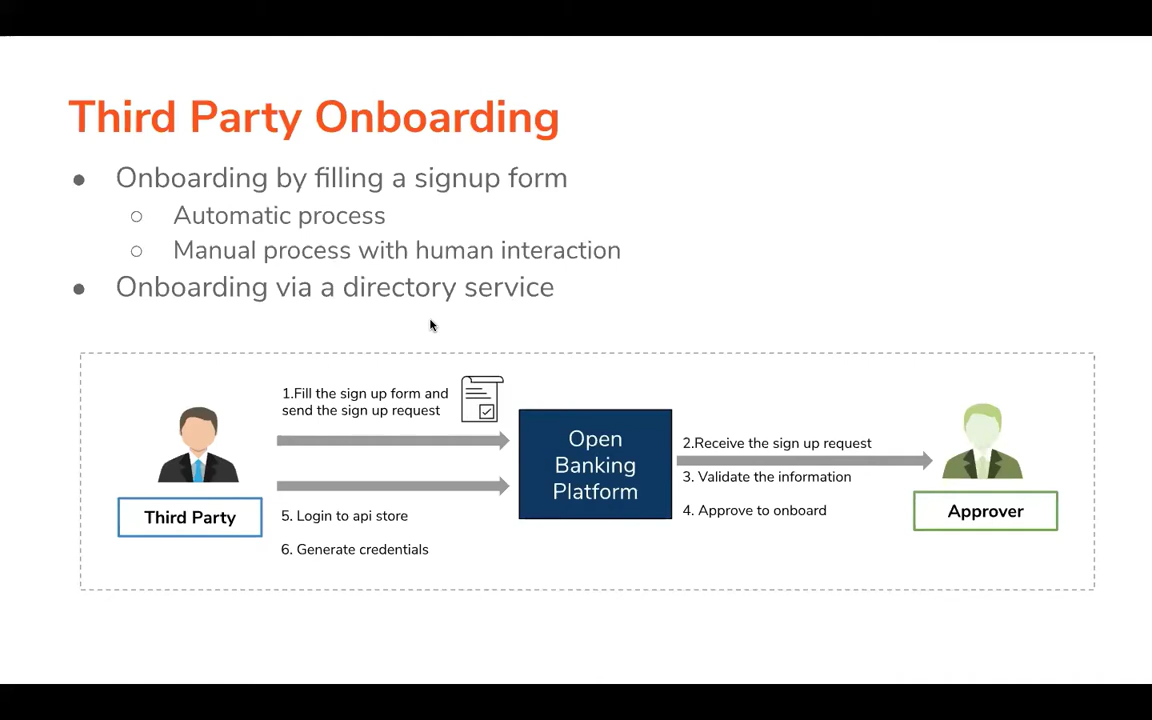 Third Party Onboarding
● Onboarding by filling a signup form
○ Automatic process
○ Manual process with human interaction
● Onboarding via a directory service
1.Fill the sign up form and
send the sign up request
Open
Banking
Platform
2.Receive the sign up request
3. Validate the information
4. Approve to onboard
Third Party
5. Login to api store
6. Generate credentials
Approver